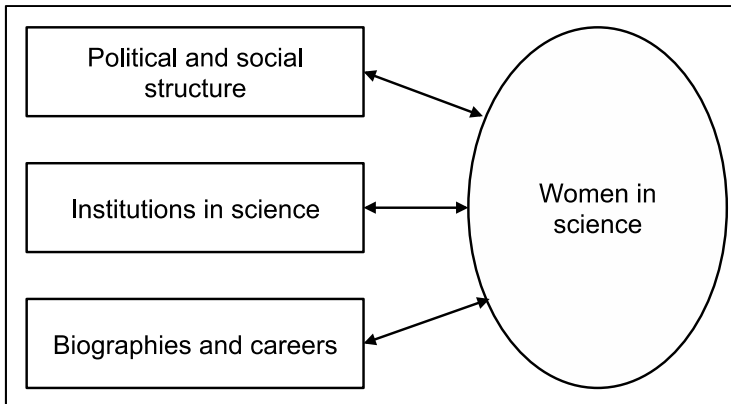 Political and social
structure
Institutions in science
Women in
science
Biographies and careers